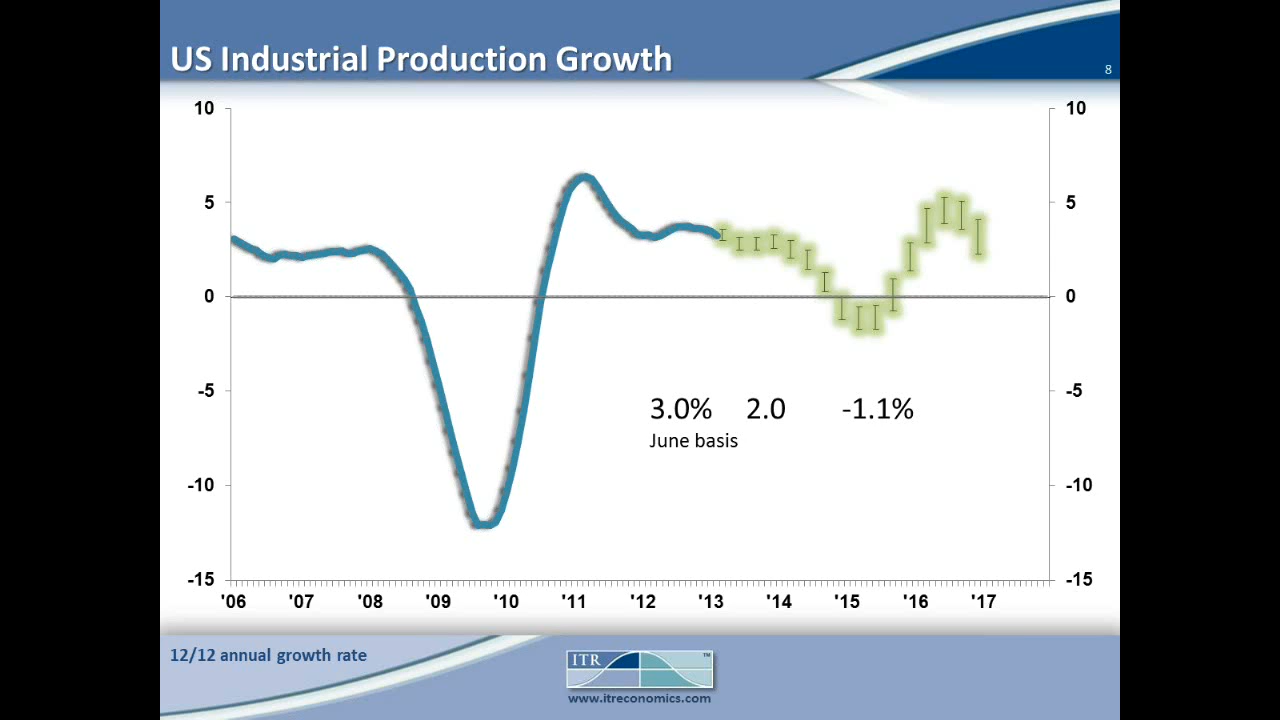 US Industrial Production Growth
8
10 10
5 5
0 0
-5 -5
3.0% 2.0 -1.1%
June basis
-10 -10
-15 -15
'06 '07 '08 '09 '10 '11 '12 '13 '14 '15 '16 '17
12/12 annual growth rate
ITR ™
www.itreconomics.com